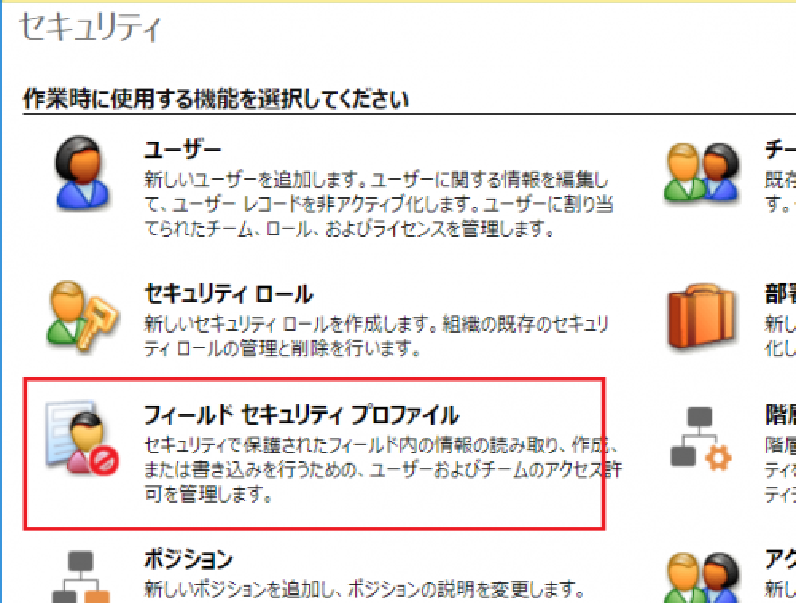 セキュリティ
作業時に使用する機能を選択してください
ユーザー
新しいユーザーを追加します。ユーザーに関する情報を編集し
て、ユーザー レコードを非アクティブ化します。ユーザーに割り当
てられたチーム、ロール、およびライセンスを管理します。
チー
既存
す。
セキュリティ ロール
新しいセキュリティ ロールを作成します。組織の既存のセキュリ
ティ ロールの管理と削除を行います。
部署
新し
化し
フィールド セキュリティ プロファイル
セキュリティで保護されたフィールド内の情報の読み取り、作成、
または書き込みを行うための、ユーザーおよびチームのアクセス許
可を管理します。
階層
階層
ティ
ティ
ポジション
新しいポジションを追加し、ポジションの説明を変更します。
アク
新し